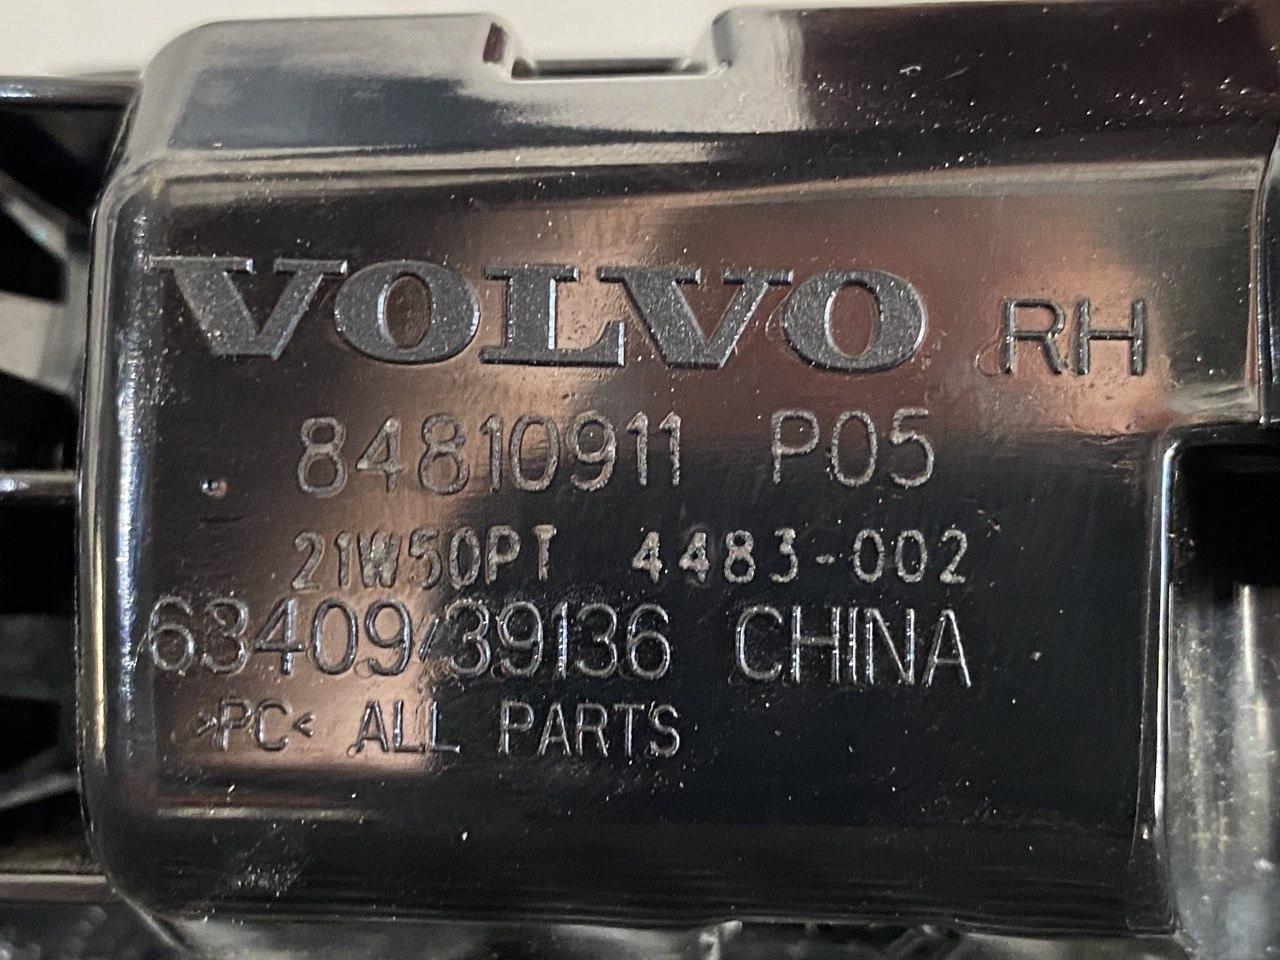 VOLVO RH
84810911 P05
21W50PT 4483-002
63409/39136 CHINA
>PC< ALL PARTS